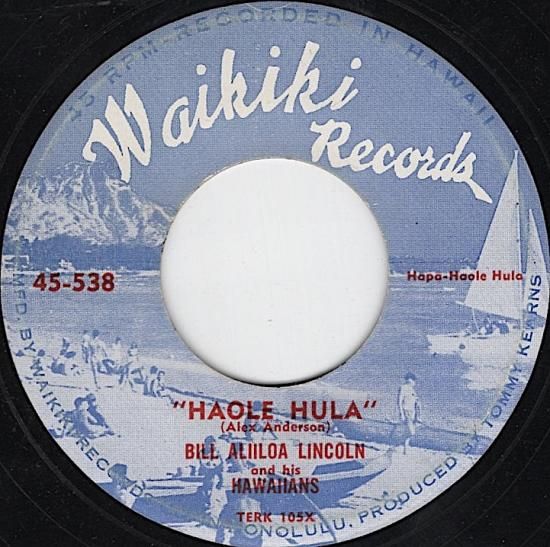 45 RPM-RECORDED IN HAWAII
Waikiki
Records
45-538
Hapa-Haole Hula
"HAOLE HULA"
(Alex Anderson)
BILL ALIILOA LINCOLN
and his
HAWAIIANS
TERK 105X
MFD. BY WAIKIKI RECORDS
HONOLULU. PRODUCED BY TOMMY KEARNS